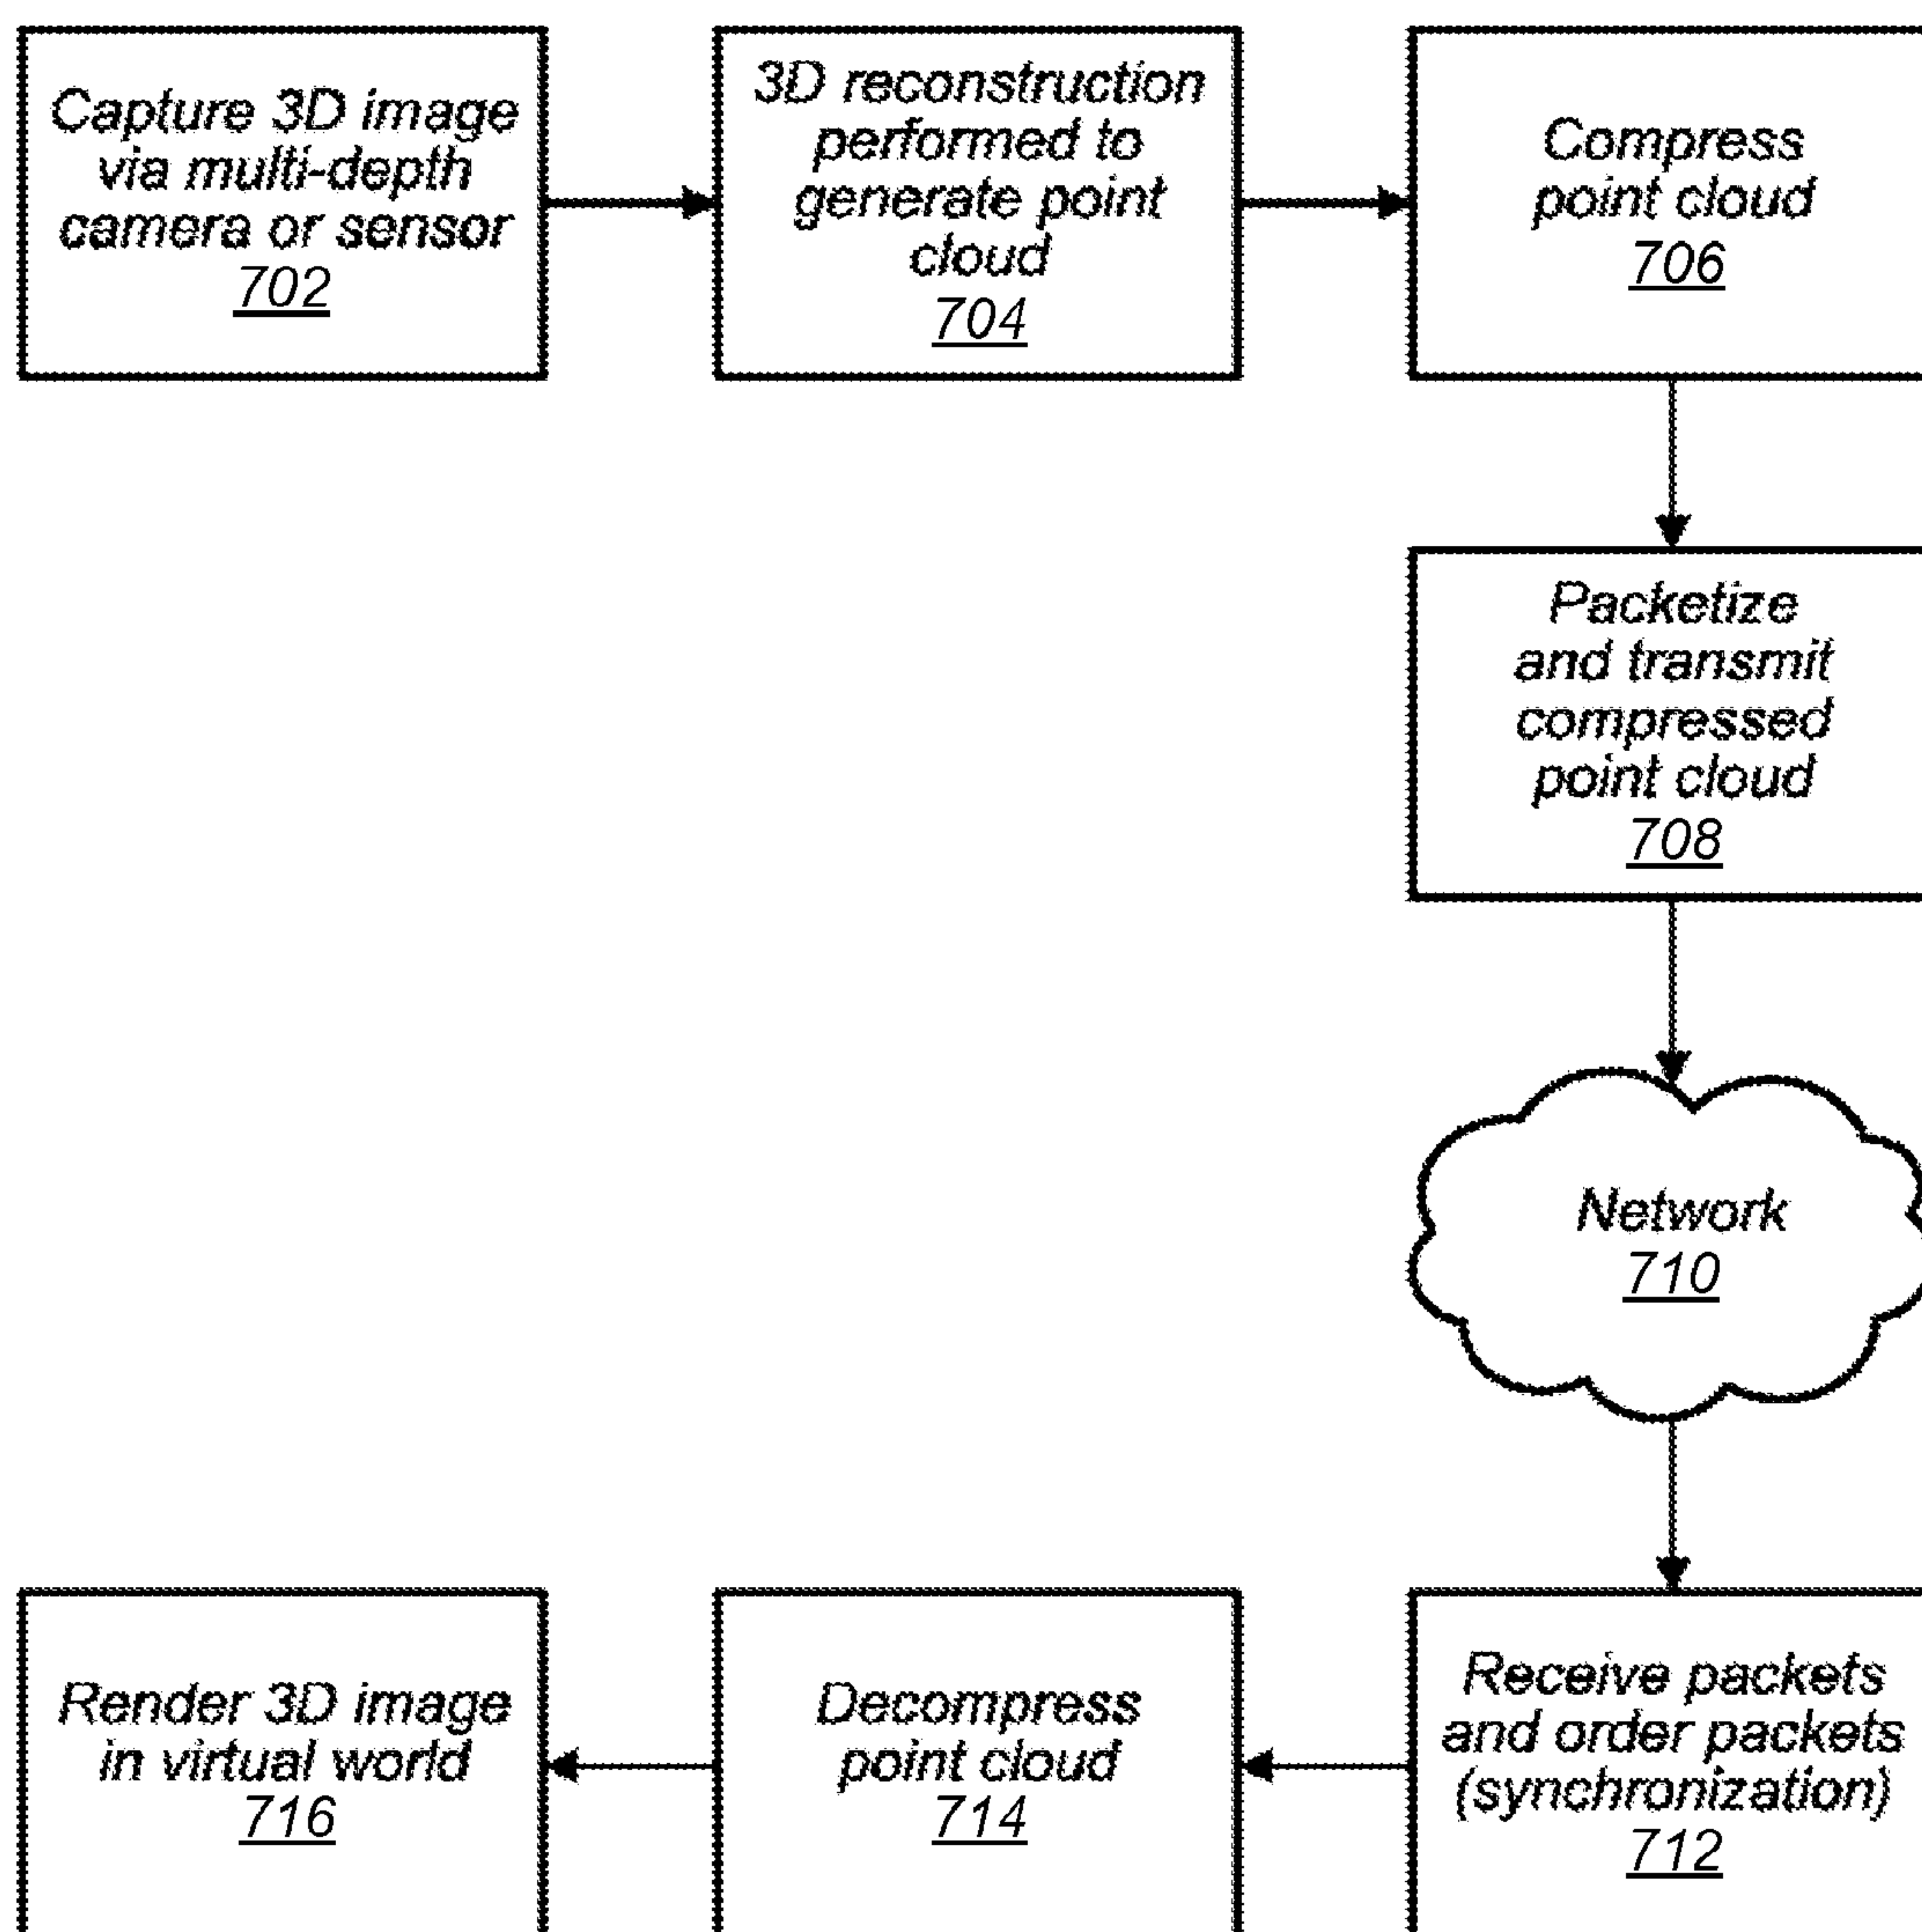 Capture 3D image
via multi-depth
camera or sensor
702
3D reconstruction
performed to
generate point
cloud
704
Compress
point cloud
706
Packetize
and transmit
compressed
point cloud
708
Network
710
Receive packets
and order packets
(synchronization)
712
Decompress
point cloud
714
Render 3D image
in virtual world
716